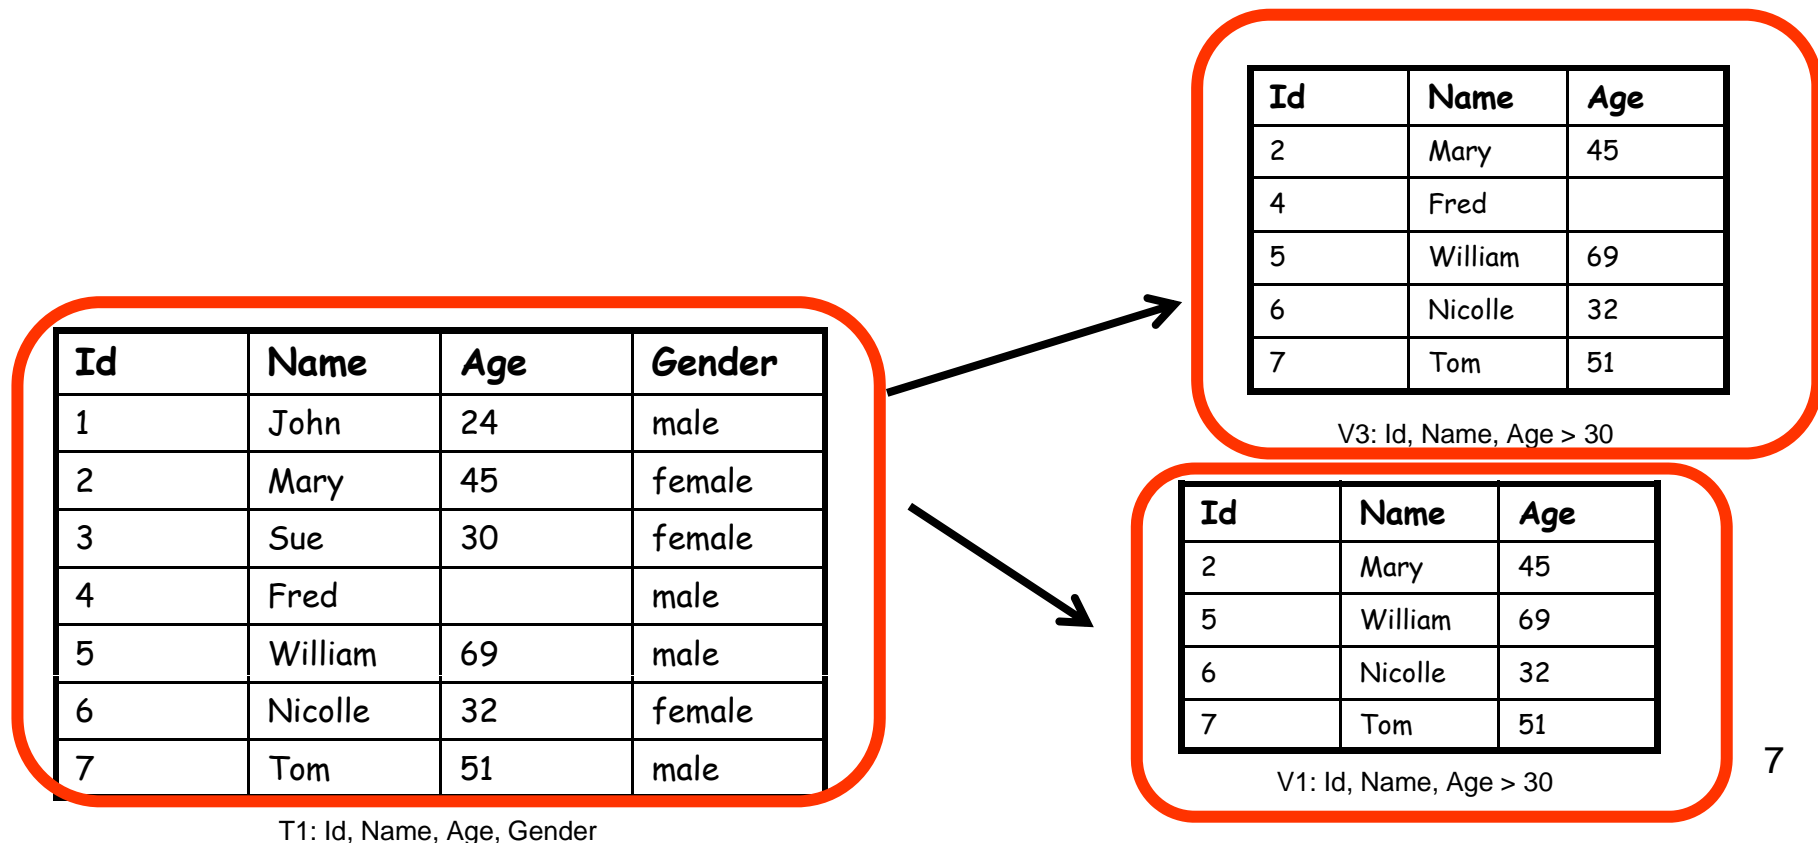 Id Name Age
2 Mary 45
4 Fred
5 William 69
6 Nicolle 32
7 Tom 51
V3: Id, Name, Age > 30
Id Name Age Gender
1 John 24 male
2 Mary 45 female
3 Sue 30 female
4 Fred male
5 William 69 male
6 Nicolle 32 female
7 Tom 51 male
T1: Id, Name, Age, Gender
Id Name Age
2 Mary 45
5 William 69
6 Nicolle 32
7 Tom 51
V1: Id, Name, Age > 30
7